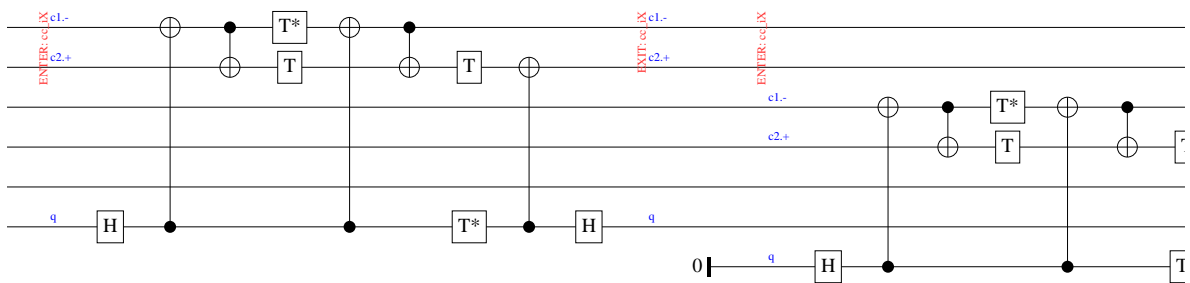 ENTER: cc_iX
c1.-
c2.+
q
H
T*
T
T*
H
T
EXIT: cc_iX
c1.-
c2.+
q
ENTER: cc_iX
c1.-
c2.+
0
q
H
T*
T